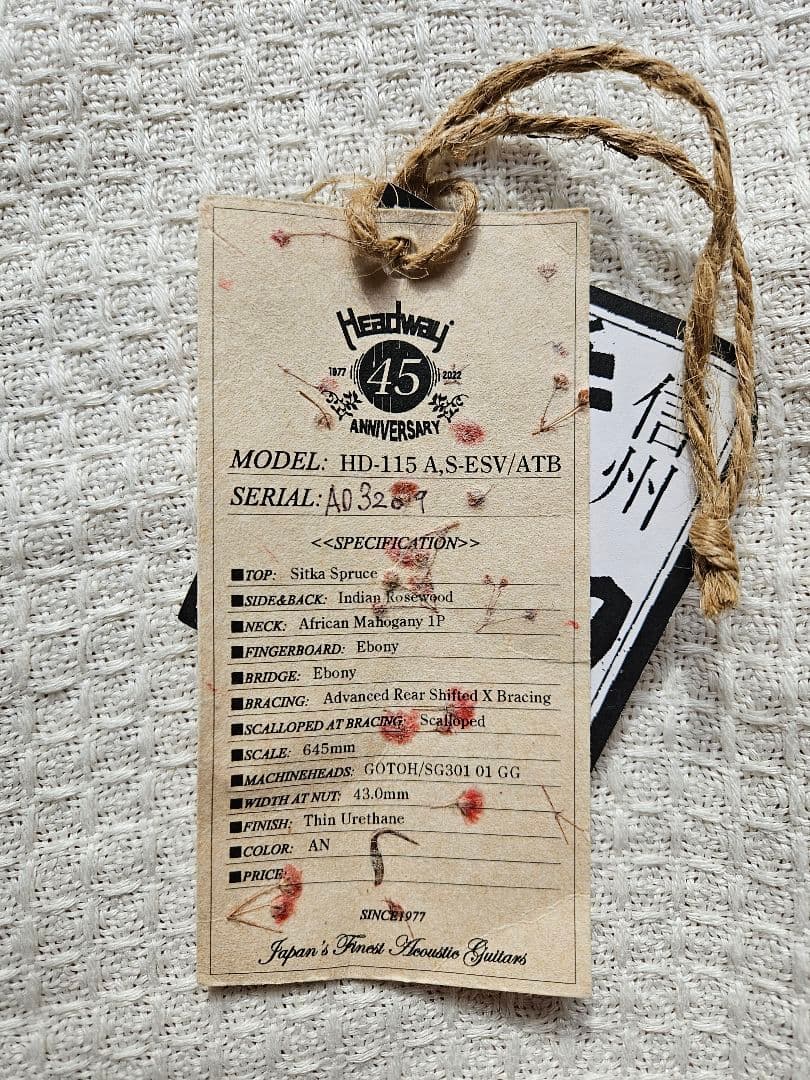 Headway
1977 45 2022
ANNIVERSARY
MODEL: HD-115 A,S-ESV/ATB
SERIAL: A03209
<<SPECIFICATION>>
■TOP: Sitka Spruce
■SIDE&BACK: Indian Rosewood
■NECK: African Mahogany 1P
■FINGERBOARD: Ebony
■BRIDGE: Ebony
■BRACING: Advanced Rear Shifted X Bracing
■SCALLOPED AT BRACING: Scalloped
■SCALE: 645mm
■MACHINEHEADS: GOTOH/SG301 01 GG
■WIDTH AT NUT: 43.0mm
■FINISH: Thin Urethane
■COLOR: AN
■PRICE:
SINCE1977
Japan's Finest Acoustic Guitars
信州